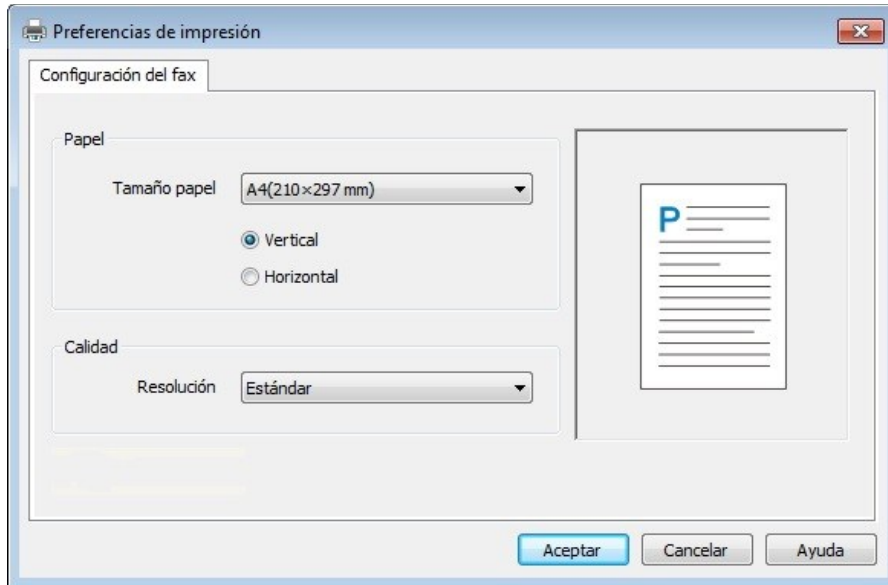 Preferencias de impresión
Configuración del fax
Papel
Tamaño papel
A4(210×297 mm)
Vertical
Horizontal
P
Calidad
Resolución
Estándar
Aceptar
Cancelar
Ayuda